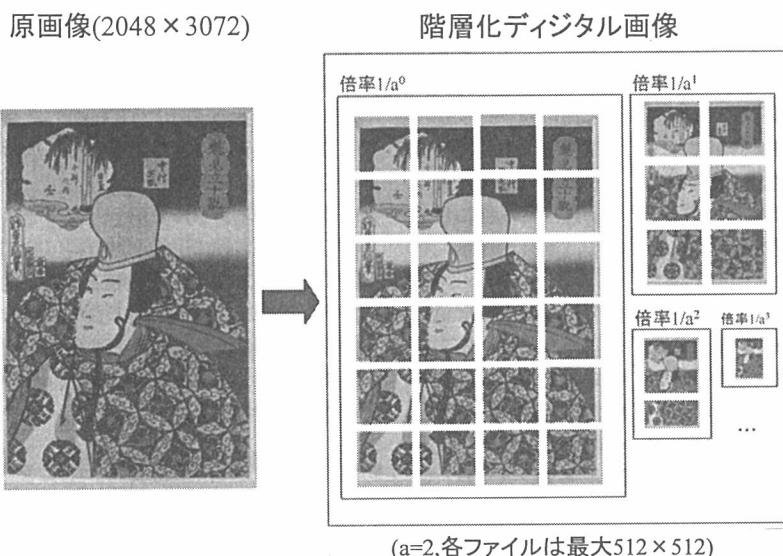 原画像(2048×3072)
階層化ディジタル画像
倍率1/a⁰
倍率1/a¹
倍率1/a²
倍率1/a³
…
(a=2,各ファイルは最大512×512)